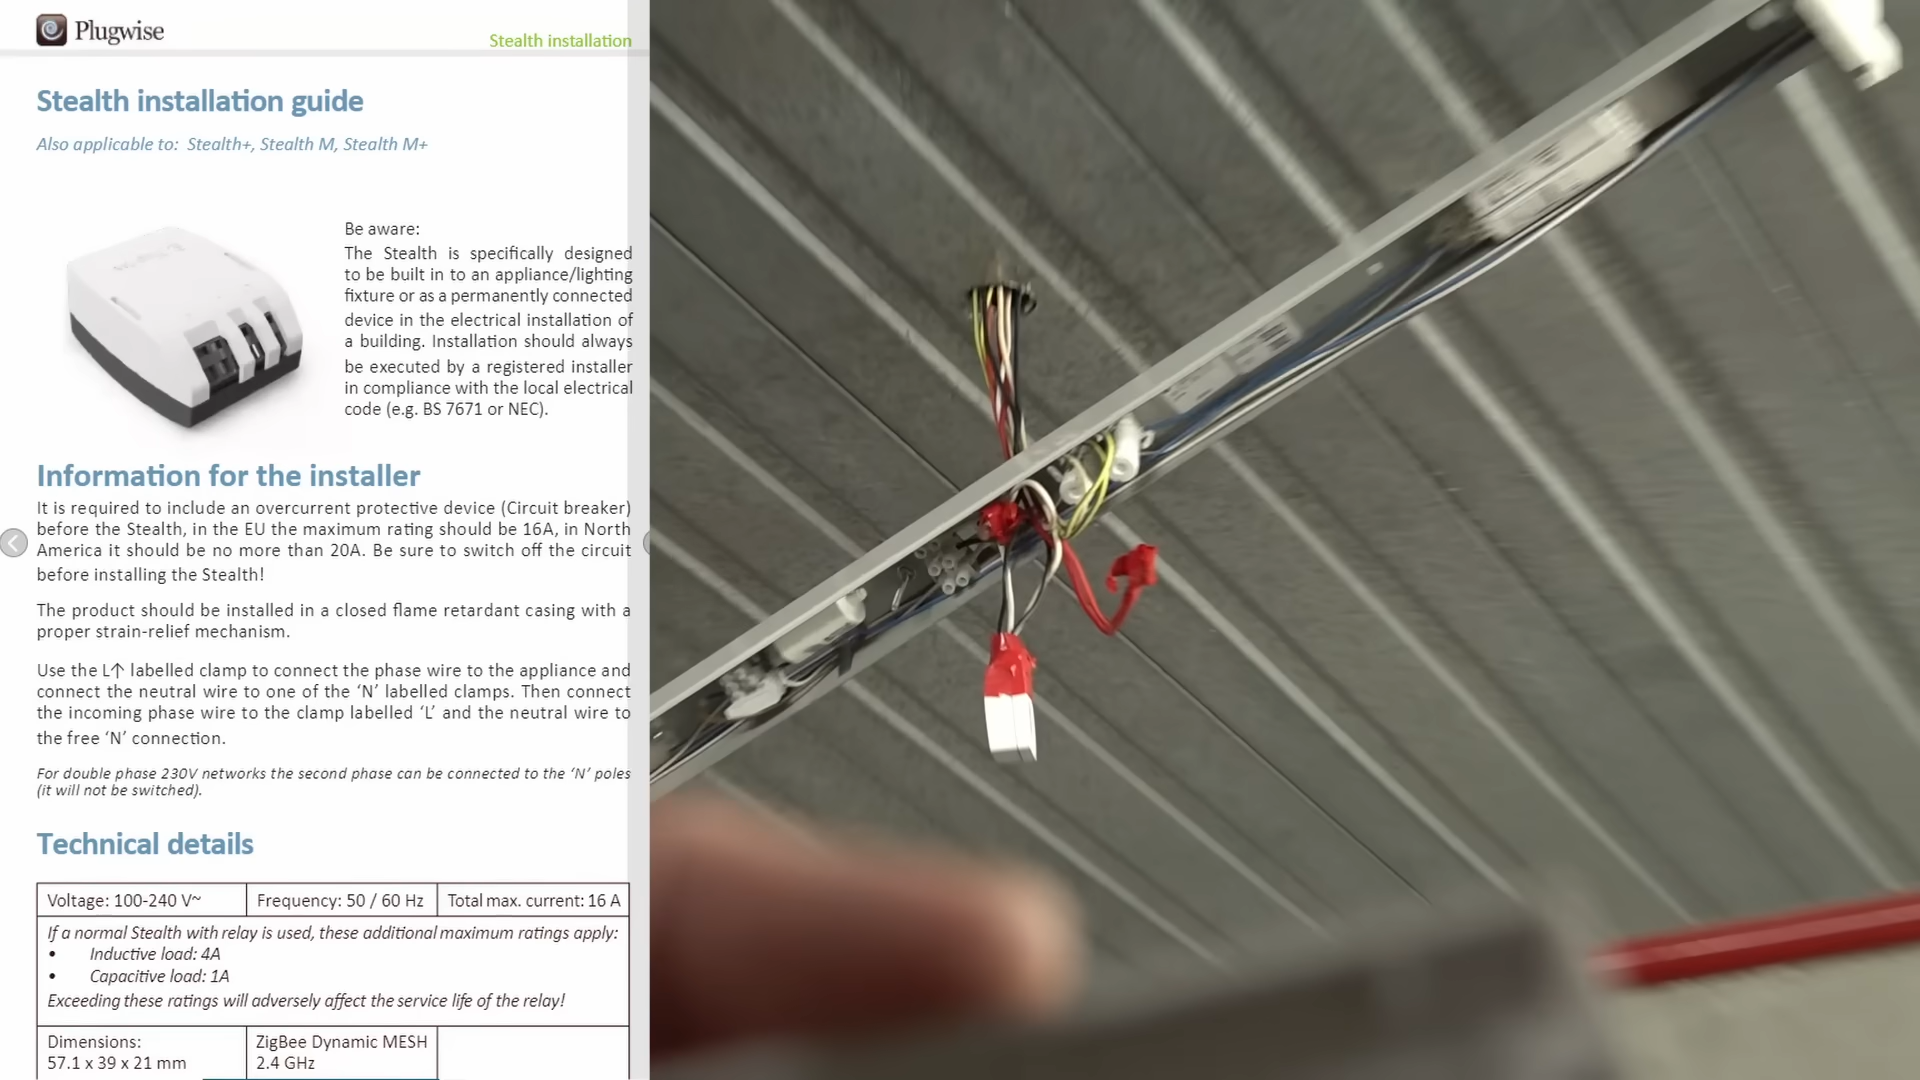 Plugwise
Stealth installation
Stealth installation guide
Also applicable to: Stealth+, Stealth M, Stealth M+
Be aware:
The Stealth is specifically designed
to be built in to an appliance/lighting
fixture or as a permanently connected
device in the electrical installation of
a building. Installation should always
be executed by a registered installer
in compliance with the local electrical
code (e.g. BS 7671 or NEC).
Information for the installer
It is required to include an overcurrent protective device (Circuit breaker)
before the Stealth, in the EU the maximum rating should be 16A, in North
America it should be no more than 20A. Be sure to switch off the circuit
before installing the Stealth!
The product should be installed in a closed flame retardant casing with a
proper strain-relief mechanism.
Use the L↑ labelled clamp to connect the phase wire to the appliance and
connect the neutral wire to one of the ‘N’ labelled clamps. Then connect
the incoming phase wire to the clamp labelled ‘L’ and the neutral wire to
the free ‘N’ connection.
For double phase 230V networks the second phase can be connected to the ‘N’ poles
(it will not be switched).
Technical details
Voltage: 100-240 V~ Frequency: 50 / 60 Hz Total max. current: 16 A
If a normal Stealth with relay is used, these additional maximum ratings apply:
• Inductive load: 4A
• Capacitive load: 1A
Exceeding these ratings will adversely affect the service life of the relay!
Dimensions: ZigBee Dynamic MESH
57.1 x 39 x 21 mm 2.4 GHz